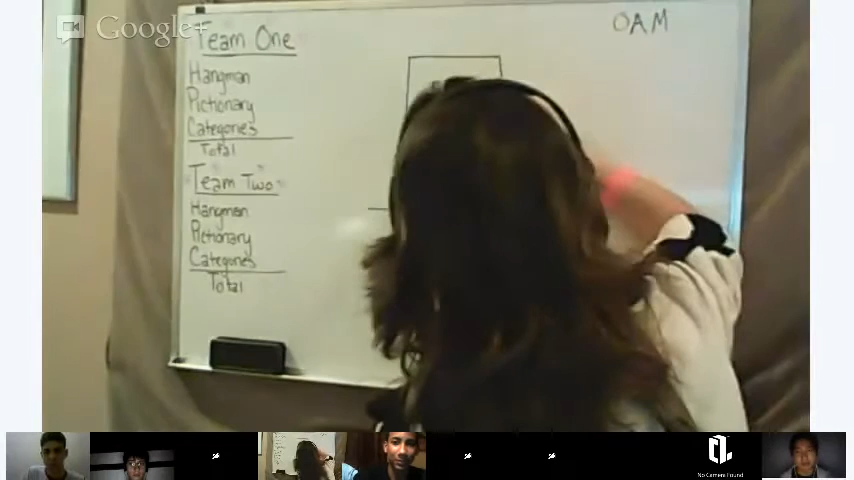 Google+
Team One
OAM
Hangman
Pictionary
Categories
Total
"Team Two"
Hangman
Pictionary
Categories
Total
No Camera Found